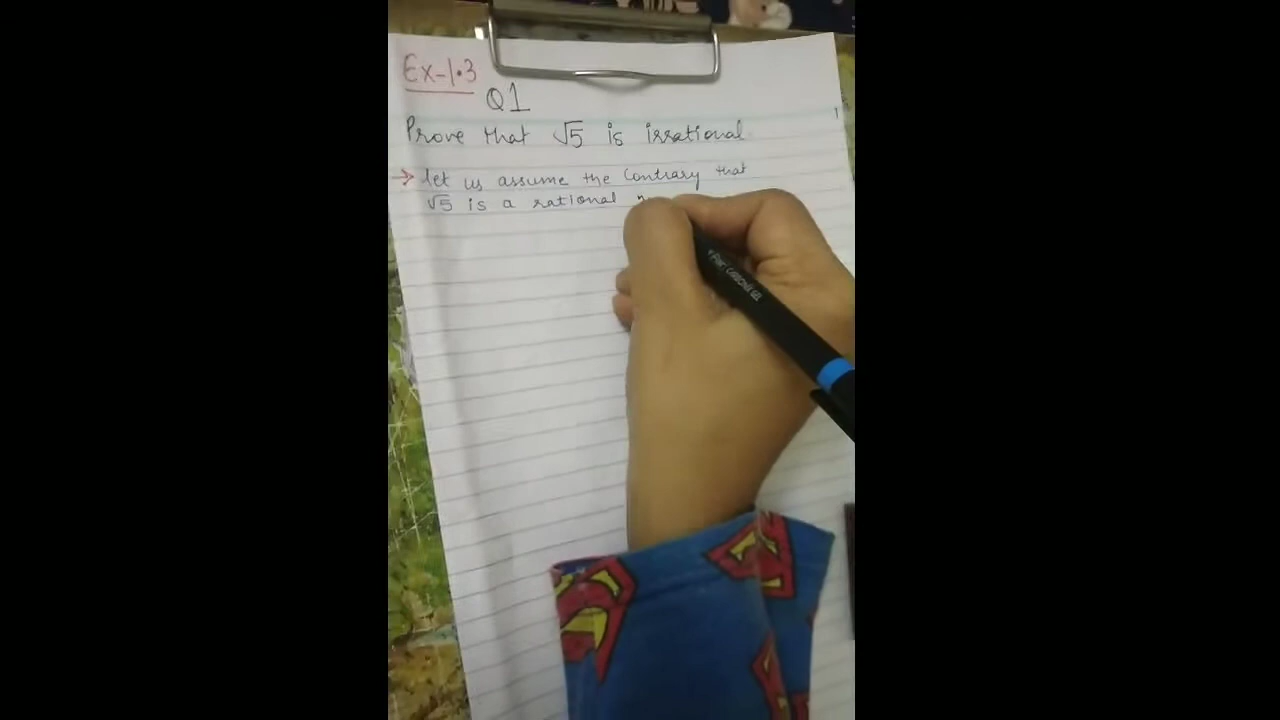 Ex-1.3
Q1
Prove that √5 is irrational
let us assume the Contrary that
√5 is a rational